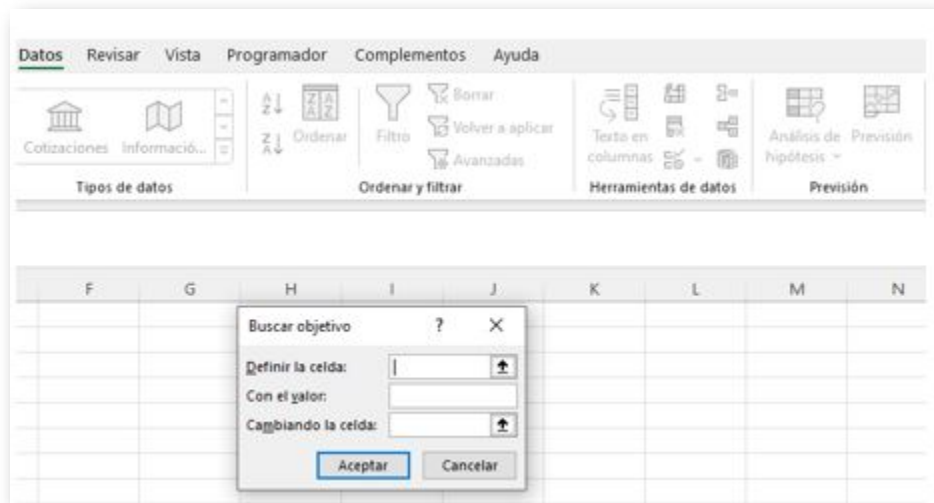 Datos Revisar Vista Programador Complementos Ayuda
Cotizaciones Informació...
Tipos de datos
Ordenar
Filtro
Borrar
Volver a aplicar
Avanzadas
Ordenar y filtrar
Texto en
columnas
Herramientas de datos
Análisis de
hipótesis
Previsión
Previsión
F G H I J K L M N
Buscar objetivo ? ×
Definir la celda:
Con el valor:
Cambiando la celda:
Aceptar Cancelar